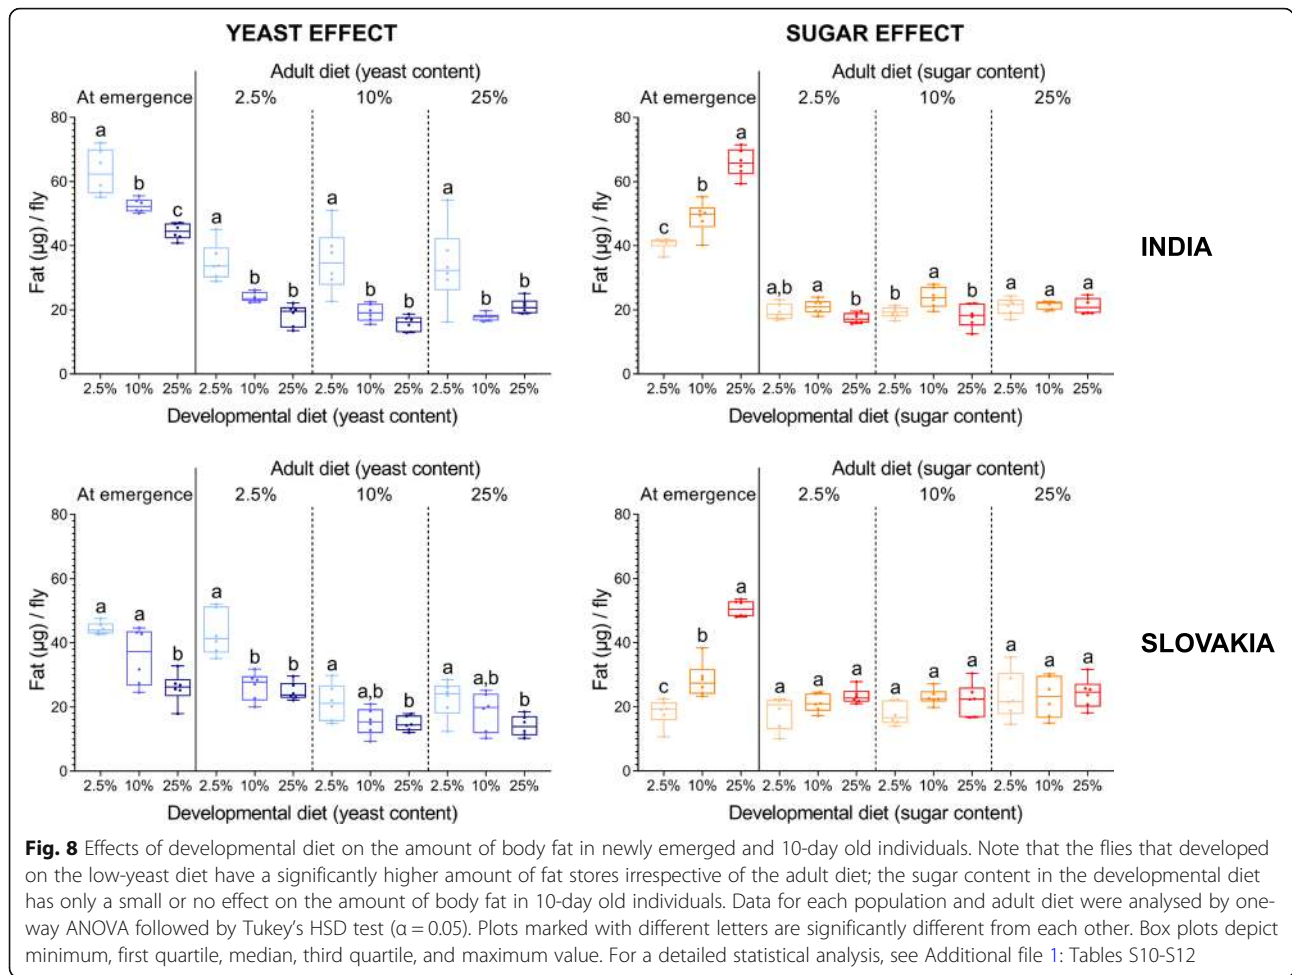 YEAST EFFECT
Adult diet (yeast content)
At emergence 2.5% 10% 25%
80
60
40
20
0
Fat (µg) / fly
a b c a b b a b b a b b
2.5% 10% 25% 2.5% 10% 25% 2.5% 10% 25% 2.5% 10% 25%
Developmental diet (yeast content)
SUGAR EFFECT
Adult diet (sugar content)
At emergence 2.5% 10% 25%
80
60
40
20
0
Fat (µg) / fly
c b a a,b a b b a b a a a
2.5% 10% 25% 2.5% 10% 25% 2.5% 10% 25% 2.5% 10% 25%
Developmental diet (sugar content)
INDIA
Adult diet (yeast content)
At emergence 2.5% 10% 25%
80
60
40
20
0
Fat (µg) / fly
a a b a b b a a,b b a a,b b
2.5% 10% 25% 2.5% 10% 25% 2.5% 10% 25% 2.5% 10% 25%
Developmental diet (yeast content)
Adult diet (sugar content)
At emergence 2.5% 10% 25%
80
60
40
20
0
Fat (µg) / fly
c b a a a a a a a a a a
2.5% 10% 25% 2.5% 10% 25% 2.5% 10% 25% 2.5% 10% 25%
Developmental diet (sugar content)
SLOVAKIA
Fig. 8 Effects of developmental diet on the amount of body fat in newly emerged and 10-day old individuals. Note that the flies that developed
on the low-yeast diet have a significantly higher amount of fat stores irrespective of the adult diet; the sugar content in the developmental diet
has only a small or no effect on the amount of body fat in 10-day old individuals. Data for each population and adult diet were analysed by one-
way ANOVA followed by Tukey's HSD test (α = 0.05). Plots marked with different letters are significantly different from each other. Box plots depict
minimum, first quartile, median, third quartile, and maximum value. For a detailed statistical analysis, see Additional file 1: Tables S10-S12